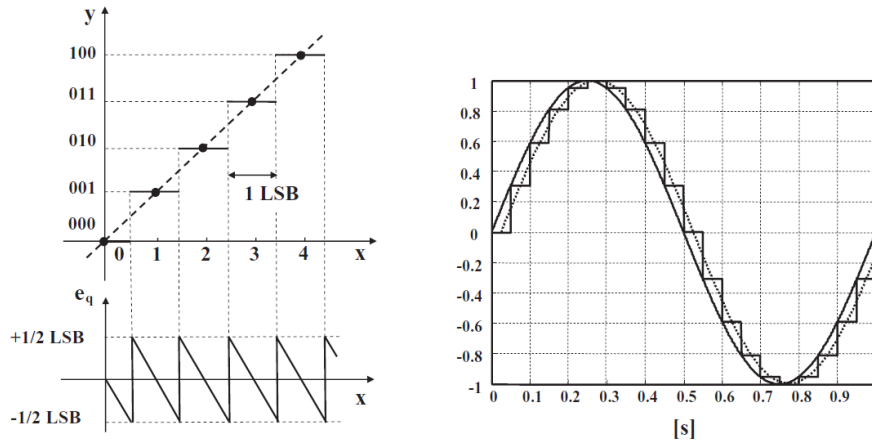 y
100
011
010
001
000
1 LSB
0 1 2 3 4 x
e_q
+1/2 LSB
-1/2 LSB
x
1
0.8
0.6
0.4
0.2
0
-0.2
-0.4
-0.6
-0.8
-1
0 0.1 0.2 0.3 0.4 0.5 0.6 0.7 0.8 0.9
[s]